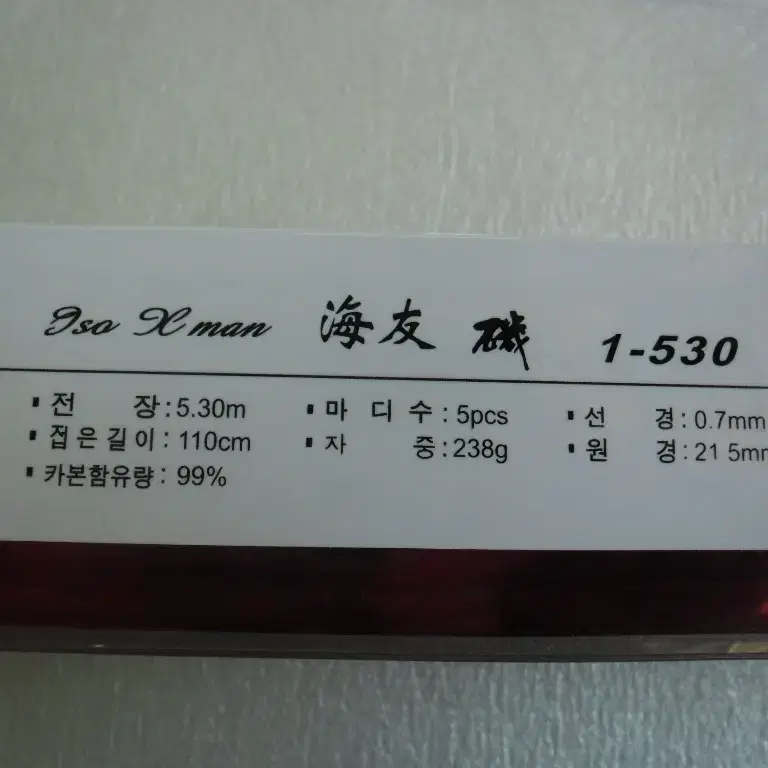 Iso X man 海友 磯 1-530
▪ 전 장 : 5.30m ▪ 마 디 수 : 5pcs ▪ 선 경 : 0.7mm
▪ 접은길이 : 110cm ▪ 자 중 : 238g ▪ 원 경 : 21 5mm
▪ 카본함유량 : 99%